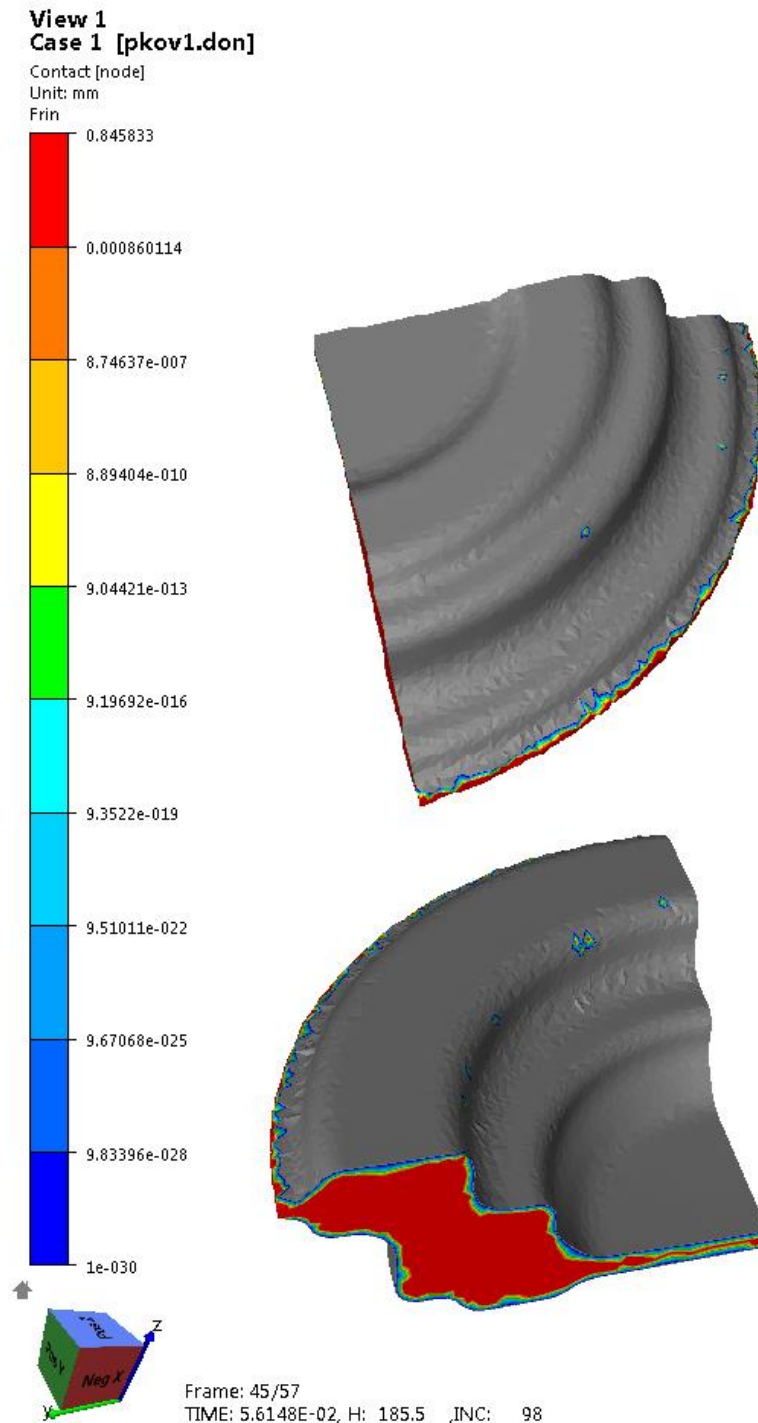 View 1
Case 1 [pkov1.don]
Contact [node]
Unit: mm
Frin
0.845833
0.000860114
8.74637e-007
8.89404e-010
9.04421e-013
9.19692e-016
9.3522e-019
9.51011e-022
9.67068e-025
9.83396e-028
1e-030
Z
Neg X
Y
Frame: 45/57
TIME: 5.6148E-02, H: 185.5 ,INC: 98